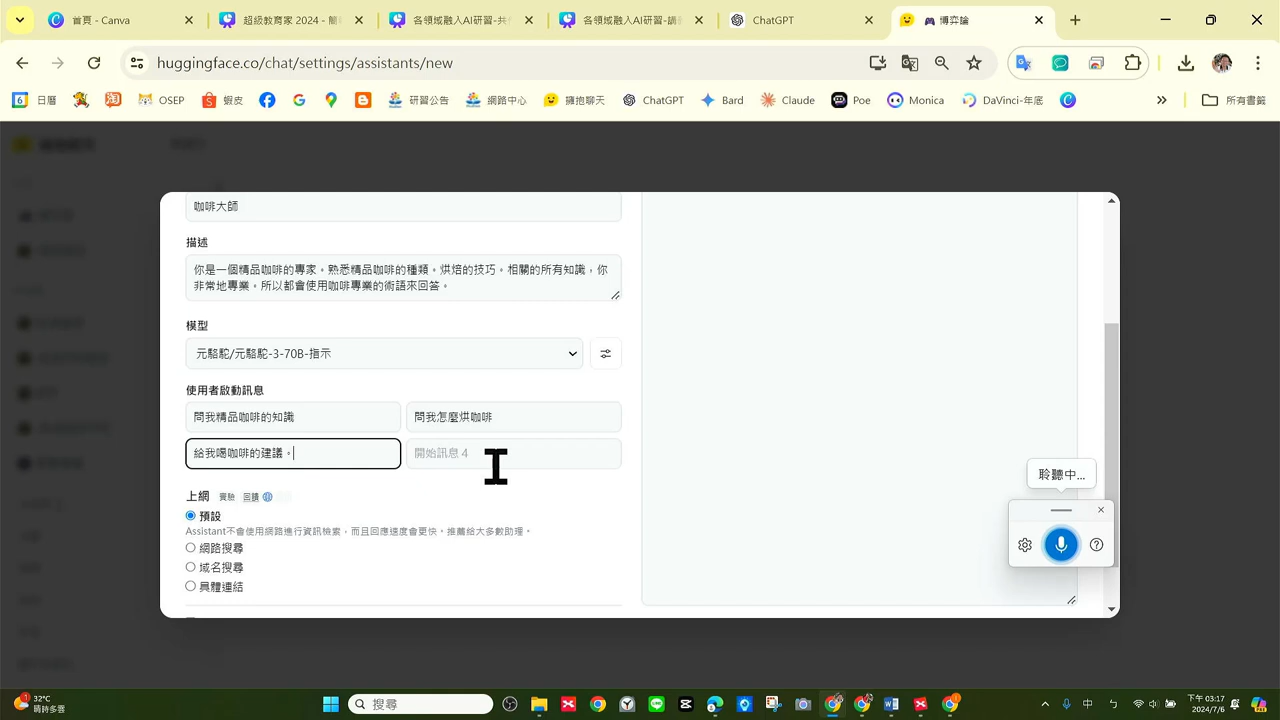 首頁 - Canva
超級教育家 2024 - 簡
各領域融入AI研習-共
各領域融入AI研習-調
ChatGPT
博弈論
huggingface.co/chat/settings/assistants/new
日曆
淘
OSEP
蝦皮
研習公告
網路中心
擁抱聊天
ChatGPT
Bard
Claude
Poe
Monica
DaVinci-年底
所有書籤
咖啡大師
描述
你是一個精品咖啡的專家。熟悉精品咖啡的種類。烘焙的技巧。相關的所有知識，你
非常地專業。所以都會使用咖啡專業的術語來回答。
模型
元駱駝/元駱駝-3-70B-指示
使用者啟動訊息
問我精品咖啡的知識
問我怎麼烘咖啡
給我喝咖啡的建議。
開始訊息 4
上網 實驗 回饋
預設
Assistant不會使用網路進行資訊檢索，而且回應速度會更快。推薦給大多數助理。
網路搜尋
域名搜尋
具體連結
聆聽中...
32°C
晴時多雲
搜尋
中
下午 03:17
2024/7/6